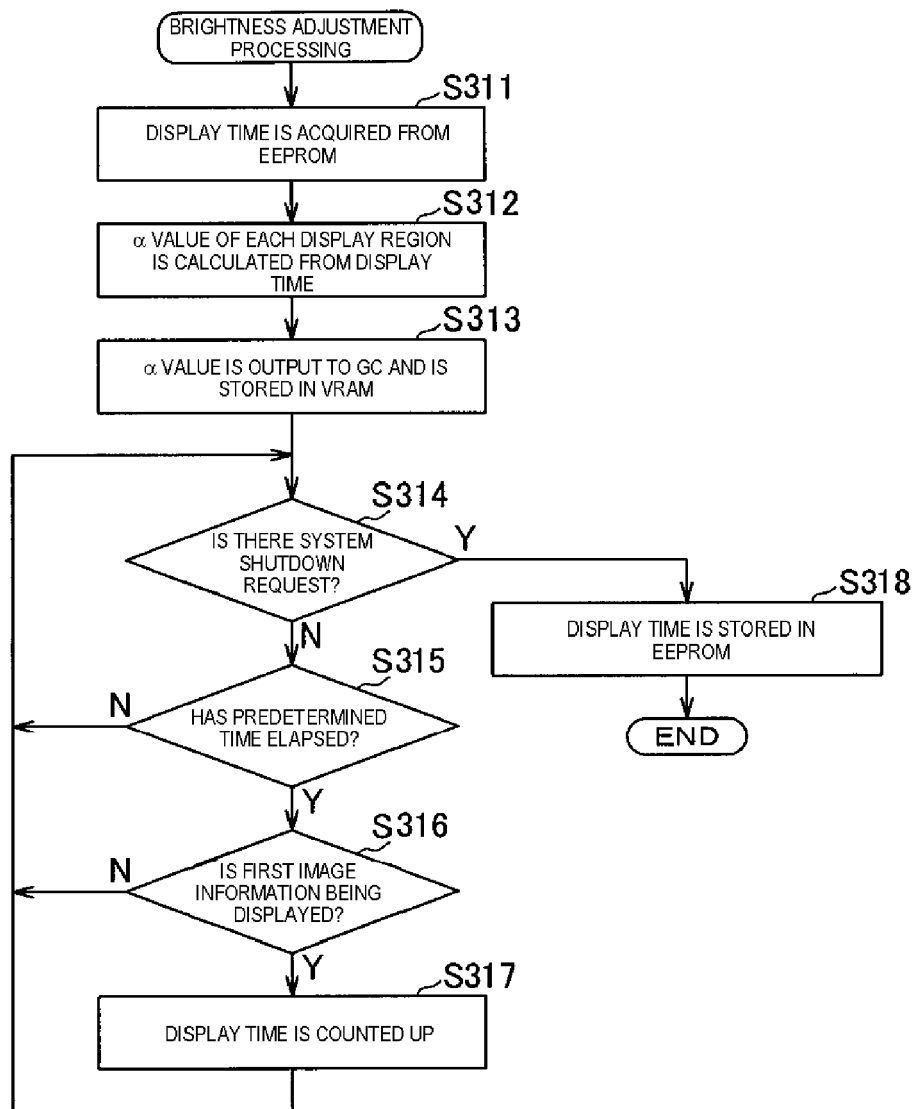 BRIGHTNESS ADJUSTMENT
PROCESSING
S311
DISPLAY TIME IS ACQUIRED FROM
EEPROM
S312
α VALUE OF EACH DISPLAY REGION
IS CALCULATED FROM DISPLAY
TIME
S313
α VALUE IS OUTPUT TO GC AND IS
STORED IN VRAM
S314
IS THERE SYSTEM
SHUTDOWN
REQUEST?
Y
N
S318
DISPLAY TIME IS STORED IN
EEPROM
END
S315
HAS PREDETERMINED
TIME ELAPSED?
N
Y
S316
IS FIRST IMAGE
INFORMATION BEING
DISPLAYED?
N
Y
S317
DISPLAY TIME IS COUNTED UP